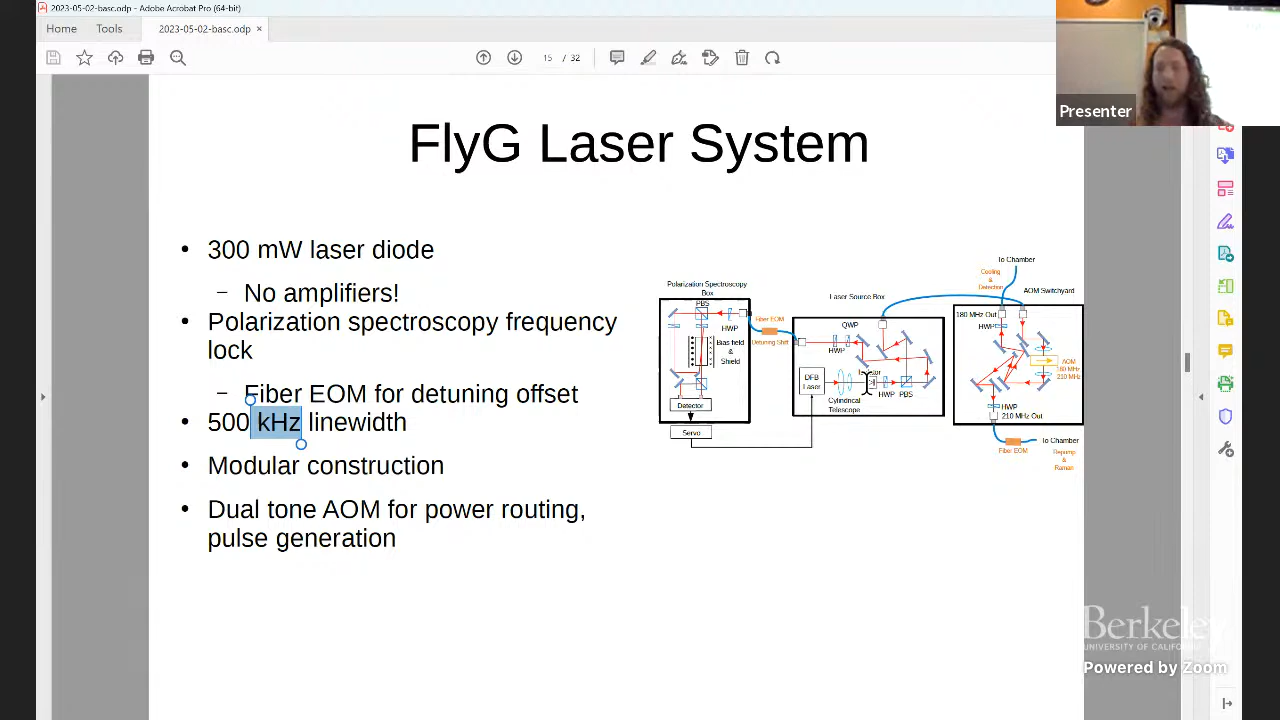 2023-05-02-basc.odp - Adobe Acrobat Pro (64-bit)
Home
Tools
2023-05-02-basc.odp ×
15 / 32
Presenter
FlyG Laser System
• 300 mW laser diode
– No amplifiers!
• Polarization spectroscopy frequency
lock
– Fiber EOM for detuning offset
• 500 kHz linewidth
• Modular construction
• Dual tone AOM for power routing,
pulse generation
Polarization Spectroscopy
Box
PBS
HWP
Bias field
&
Shield
Detector
Servo
Fiber EOM
Detuning Shift
Laser Source Box
QWP
HWP
DFB
Laser
Cylindrical
Telescope
HWP
PBS
To Chamber
Cooling
&
Detection
AOM Switchyard
180 MHz Out
HWP
AOM
180 MHz
210 MHz
HWP
210 MHz Out
Fiber EOM
To Chamber
Repump
&
Raman
Berkeley
UNIVERSITY OF CALIFORNIA
Powered by Zoom